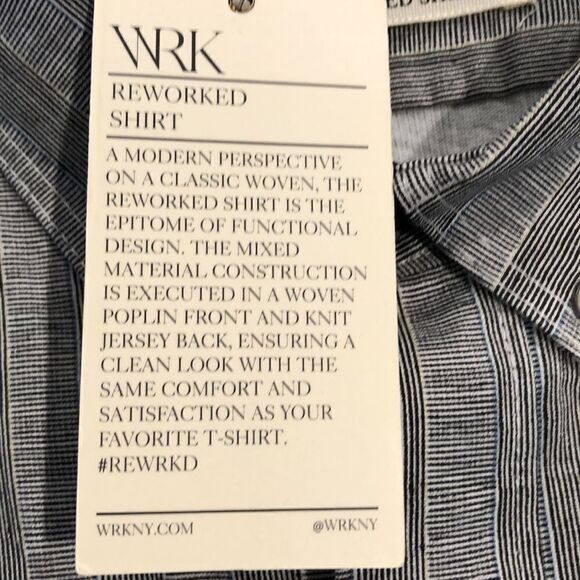 WRK
REWORKED
SHIRT
A MODERN PERSPECTIVE
ON A CLASSIC WOVEN, THE
REWORKED SHIRT IS THE
EPITOME OF FUNCTIONAL
DESIGN. THE MIXED
MATERIAL CONSTRUCTION
IS EXECUTED IN A WOVEN
POPLIN FRONT AND KNIT
JERSEY BACK, ENSURING A
CLEAN LOOK WITH THE
SAME COMFORT AND
SATISFACTION AS YOUR
FAVORITE T-SHIRT.
#REWRKD
WRKNY.COM @WRKNY